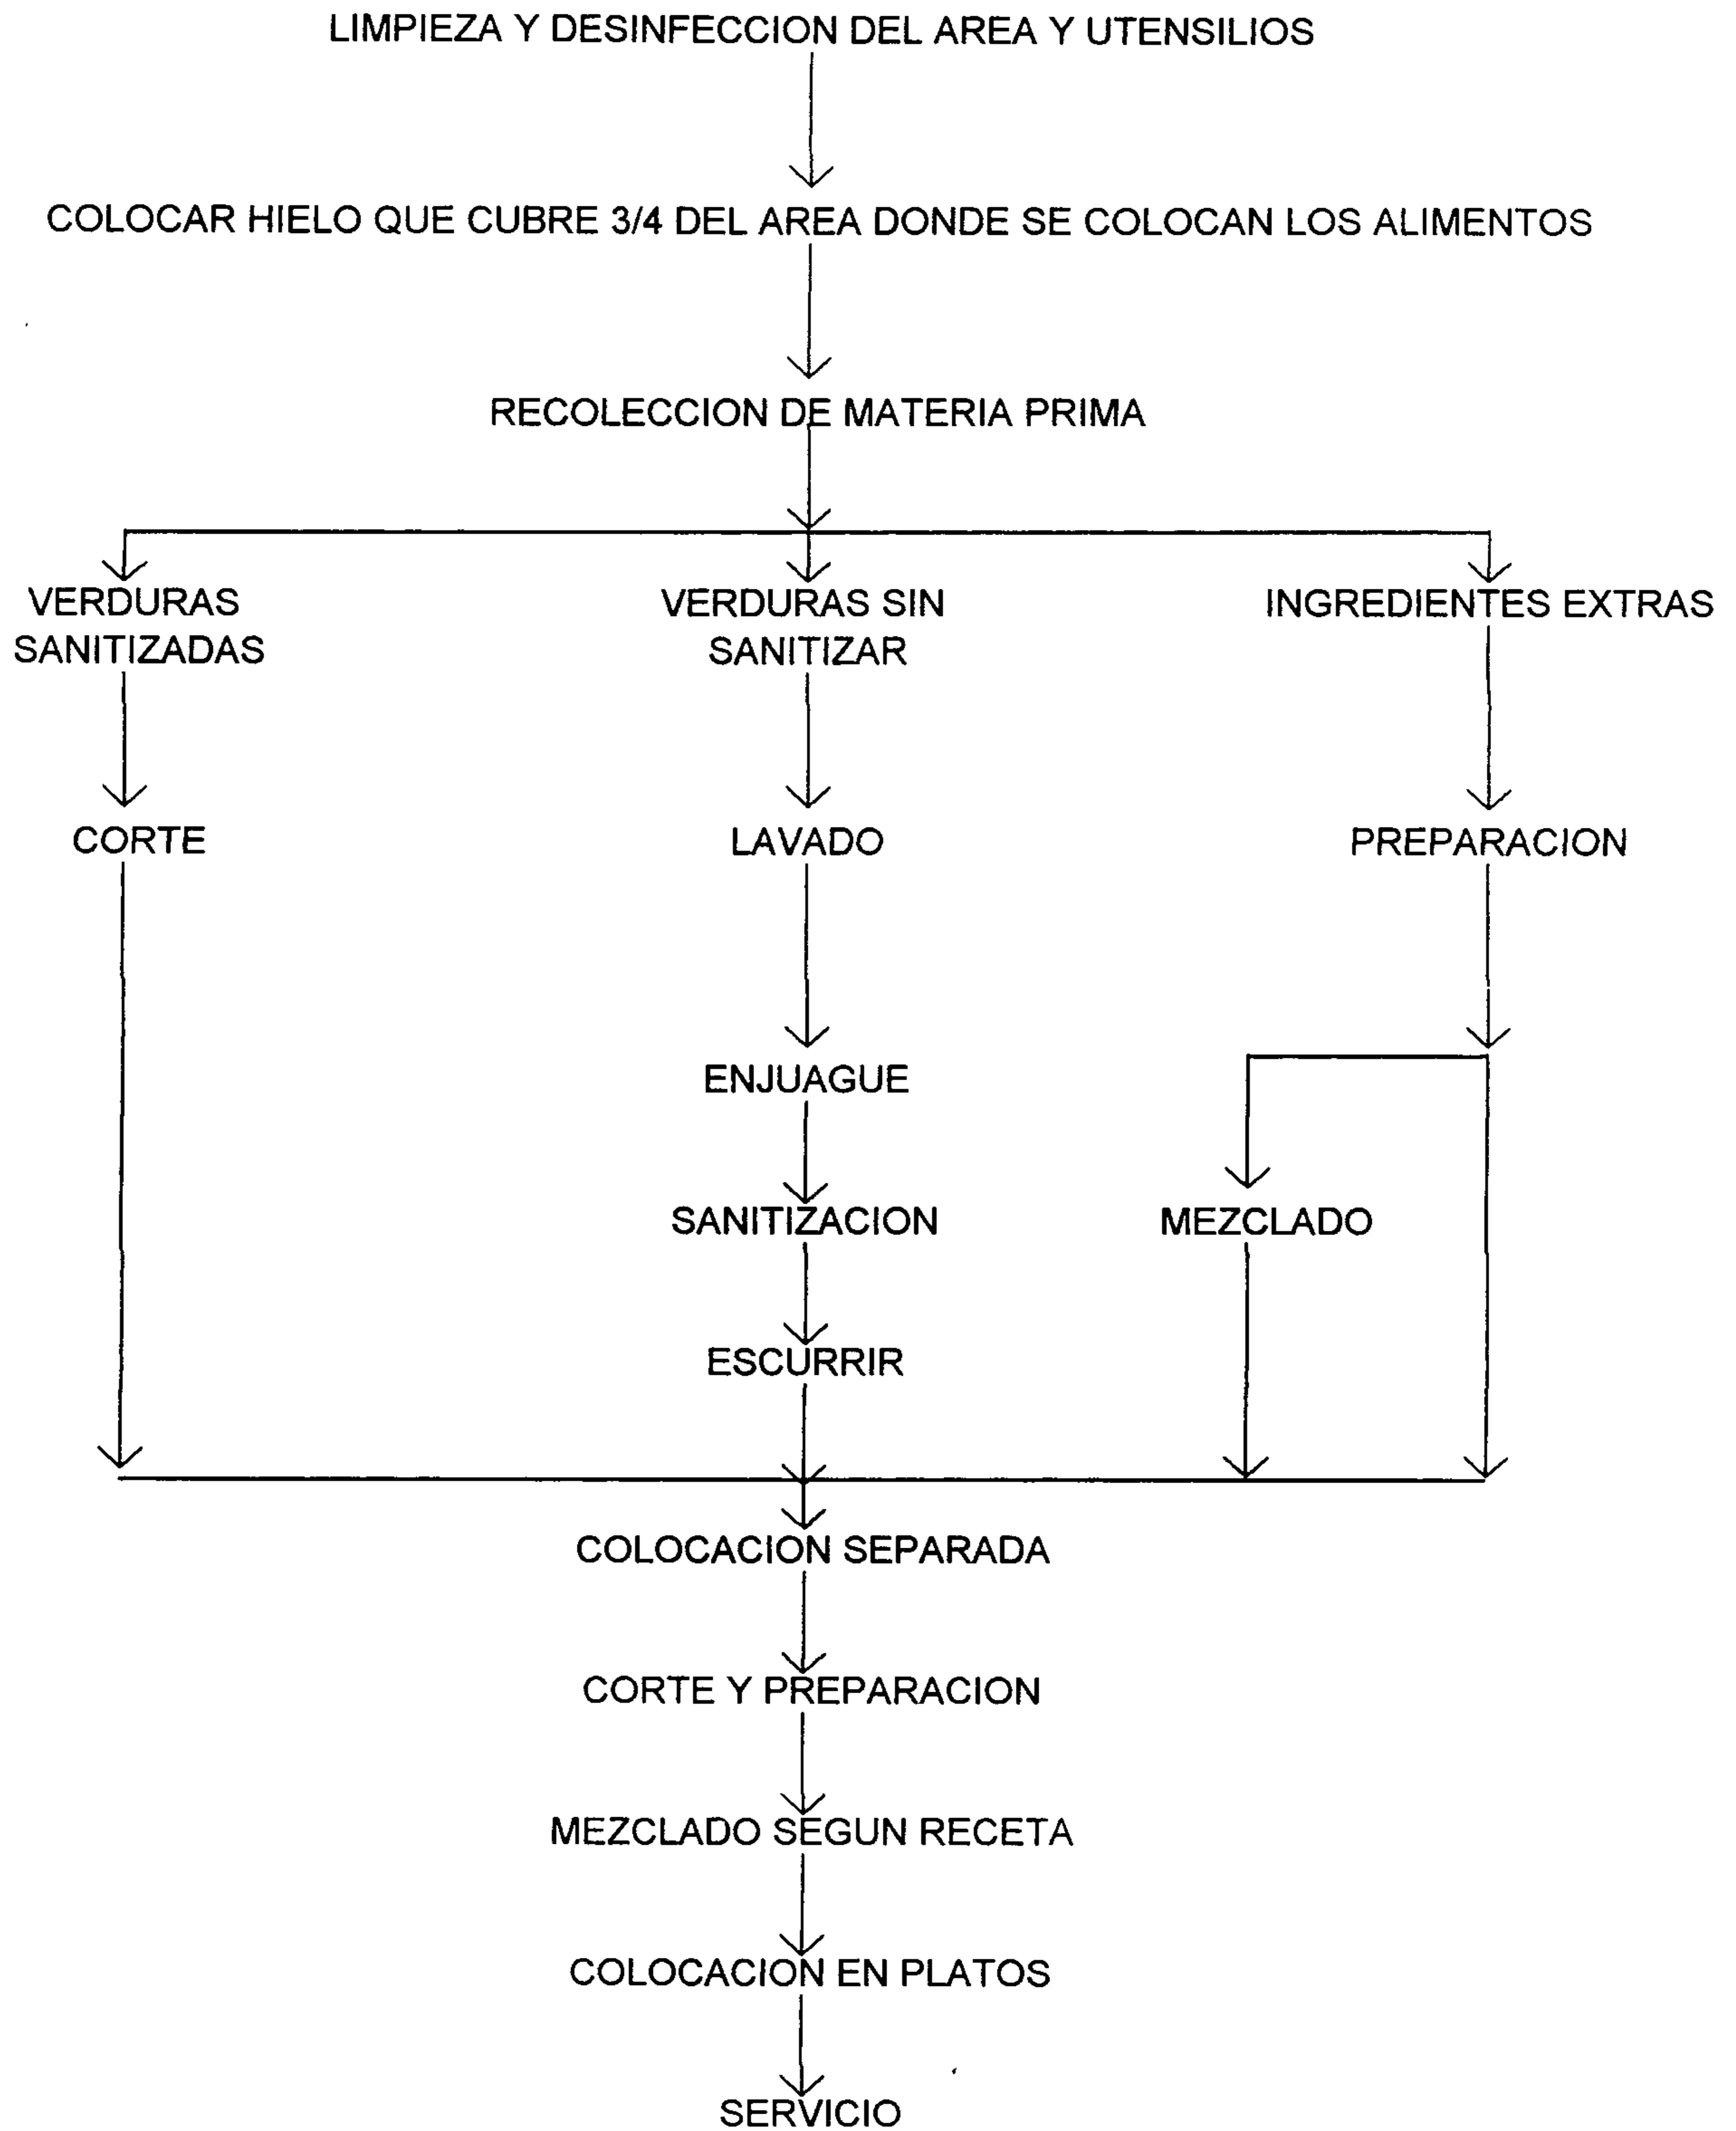 LIMPIEZA Y DESINFECCION DEL AREA Y UTENSILIOS
COLOCAR HIELO QUE CUBRE 3/4 DEL AREA DONDE SE COLOCAN LOS ALIMENTOS
RECOLECCION DE MATERIA PRIMA
VERDURAS
SANITIZADAS
VERDURAS SIN
SANITIZAR
INGREDIENTES EXTRAS
CORTE
LAVADO
PREPARACION
ENJUAGUE
SANITIZACION
MEZCLADO
ESCURRIR
COLOCACION SEPARADA
CORTE Y PREPARACION
MEZCLADO SEGUN RECETA
COLOCACION EN PLATOS
SERVICIO